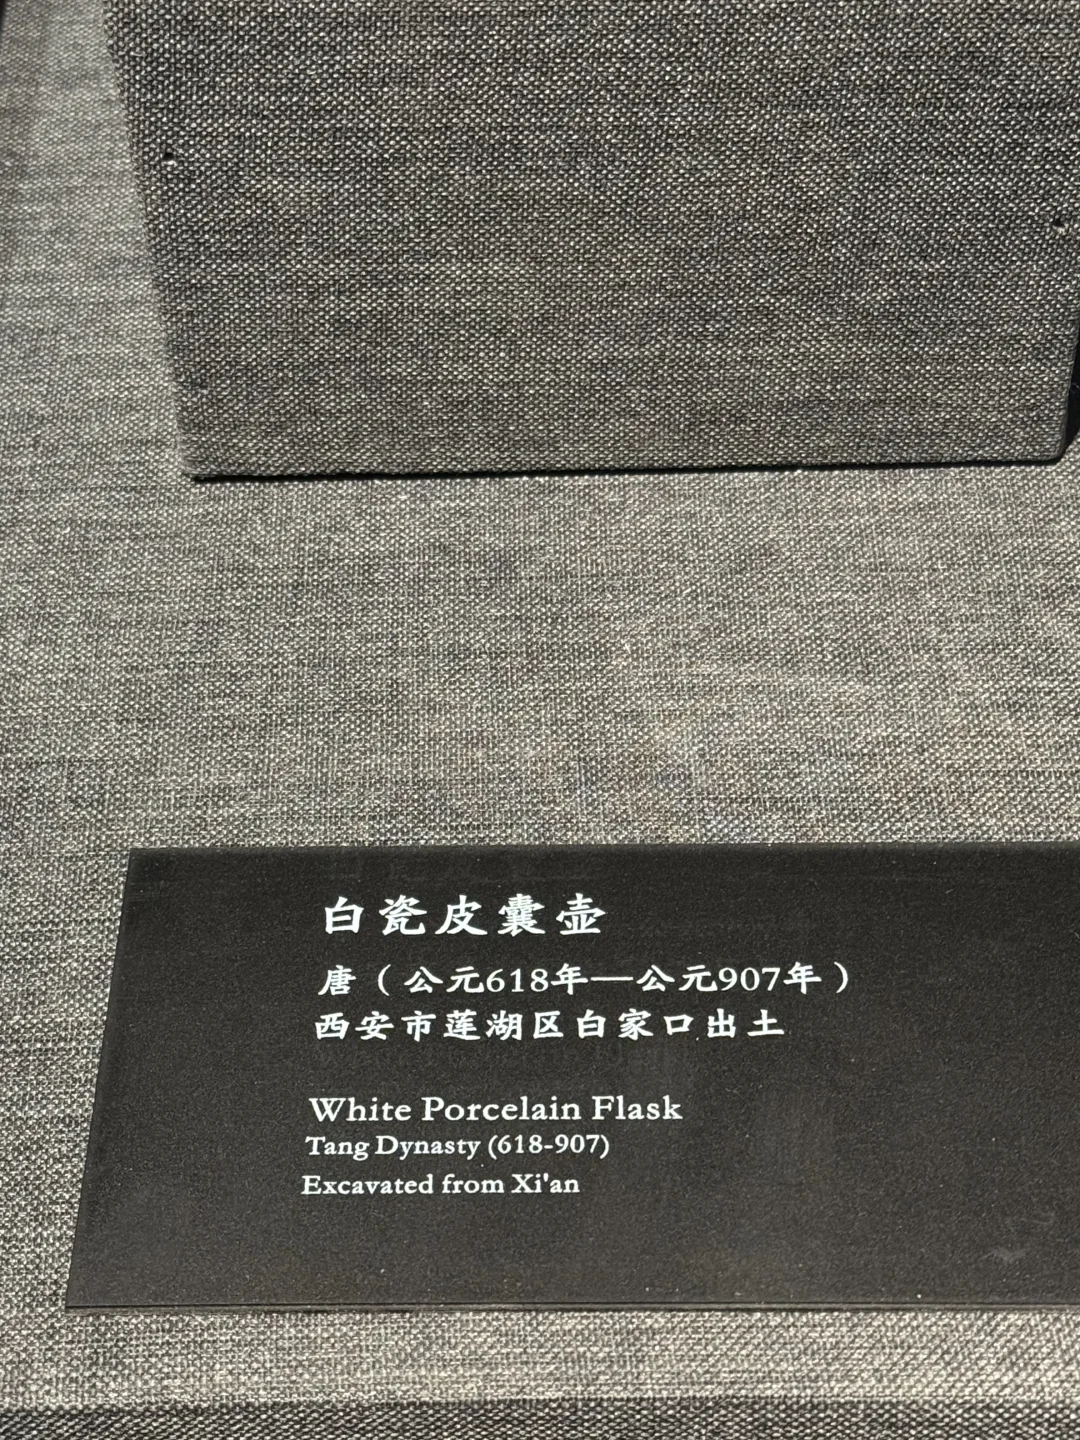 白瓷皮囊壶
唐（公元618年—公元907年）
西安市莲湖区白家口出土
White Porcelain Flask
Tang Dynasty (618-907)
Excavated from Xi'an